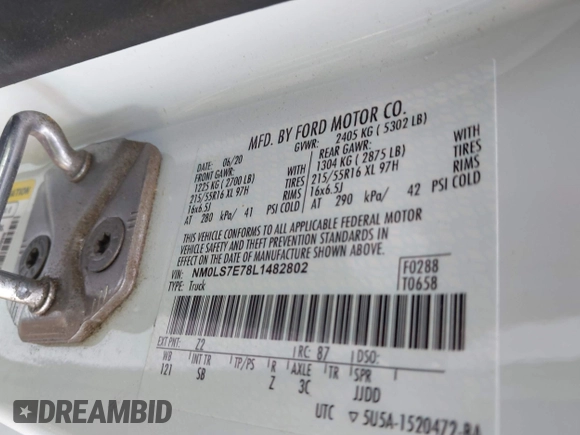 MFD. BY FORD MOTOR CO.
DATE: 06/20 GVWR: 2405 KG ( 5302 LB)
FRONT GAWR: REAR GAWR:
1225 KG ( 2700 LB) WITH 1304 KG ( 2875 LB) WITH
215/55R16 XL 97H TIRES 215/55R16 XL 97H TIRES
16x6.5J RIMS 16x6.5J RIMS
AT 280 kPa/ 41 PSI COLD AT 290 kPa/ 42 PSI COLD
THIS VEHICLE CONFORMS TO ALL APPLICABLE FEDERAL MOTOR
VEHICLE SAFETY AND THEFT PREVENTION STANDARDS IN
EFFECT ON THE DATE OF MANUFACTURE SHOWN ABOVE.
VIN: NM0LS7E78L1482802 F0288
TYPE: Truck T065B
EXT PNT: Z2 RC: 87 DSO:
WB INT TR TP/PS R AXLE TR SPR
121 SB Z 3C JJDD
UTC ▽ 5U5A-1520472-BA
DREAMBID